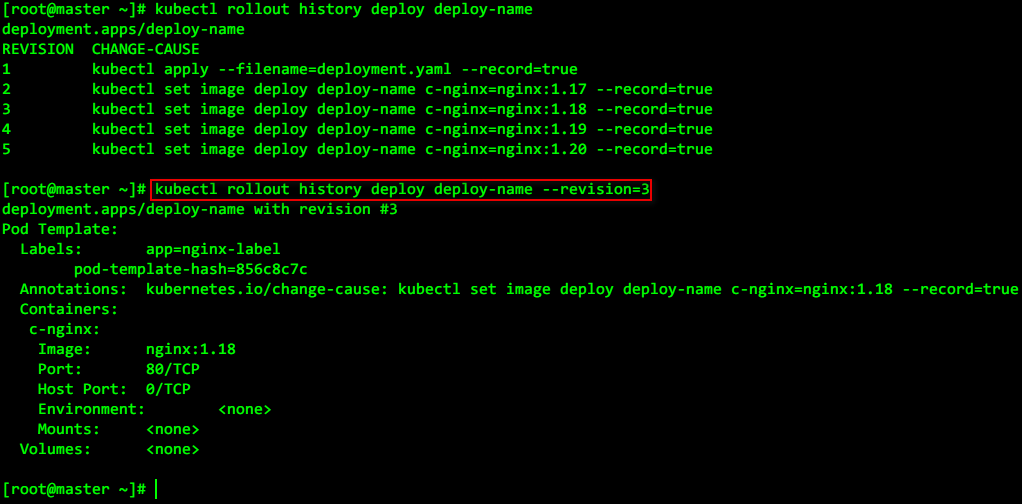 [root@master ~]# kubectl rollout history deploy deploy-name
deployment.apps/deploy-name
REVISION  CHANGE-CAUSE
1         kubectl apply --filename=deployment.yaml --record=true
2         kubectl set image deploy deploy-name c-nginx=nginx:1.17 --record=true
3         kubectl set image deploy deploy-name c-nginx=nginx:1.18 --record=true
4         kubectl set image deploy deploy-name c-nginx=nginx:1.19 --record=true
5         kubectl set image deploy deploy-name c-nginx=nginx:1.20 --record=true
[root@master ~]# kubectl rollout history deploy deploy-name --revision=3
deployment.apps/deploy-name with revision #3
Pod Template:
  Labels:       app=nginx-label
        pod-template-hash=856c8c7c
  Annotations:  kubernetes.io/change-cause: kubectl set image deploy deploy-name c-nginx=nginx:1.18 --record=true
  Containers:
   c-nginx:
    Image:      nginx:1.18
    Port:       80/TCP
    Host Port:  0/TCP
    Environment:        <none>
    Mounts:     <none>
  Volumes:      <none>
[root@master ~]#